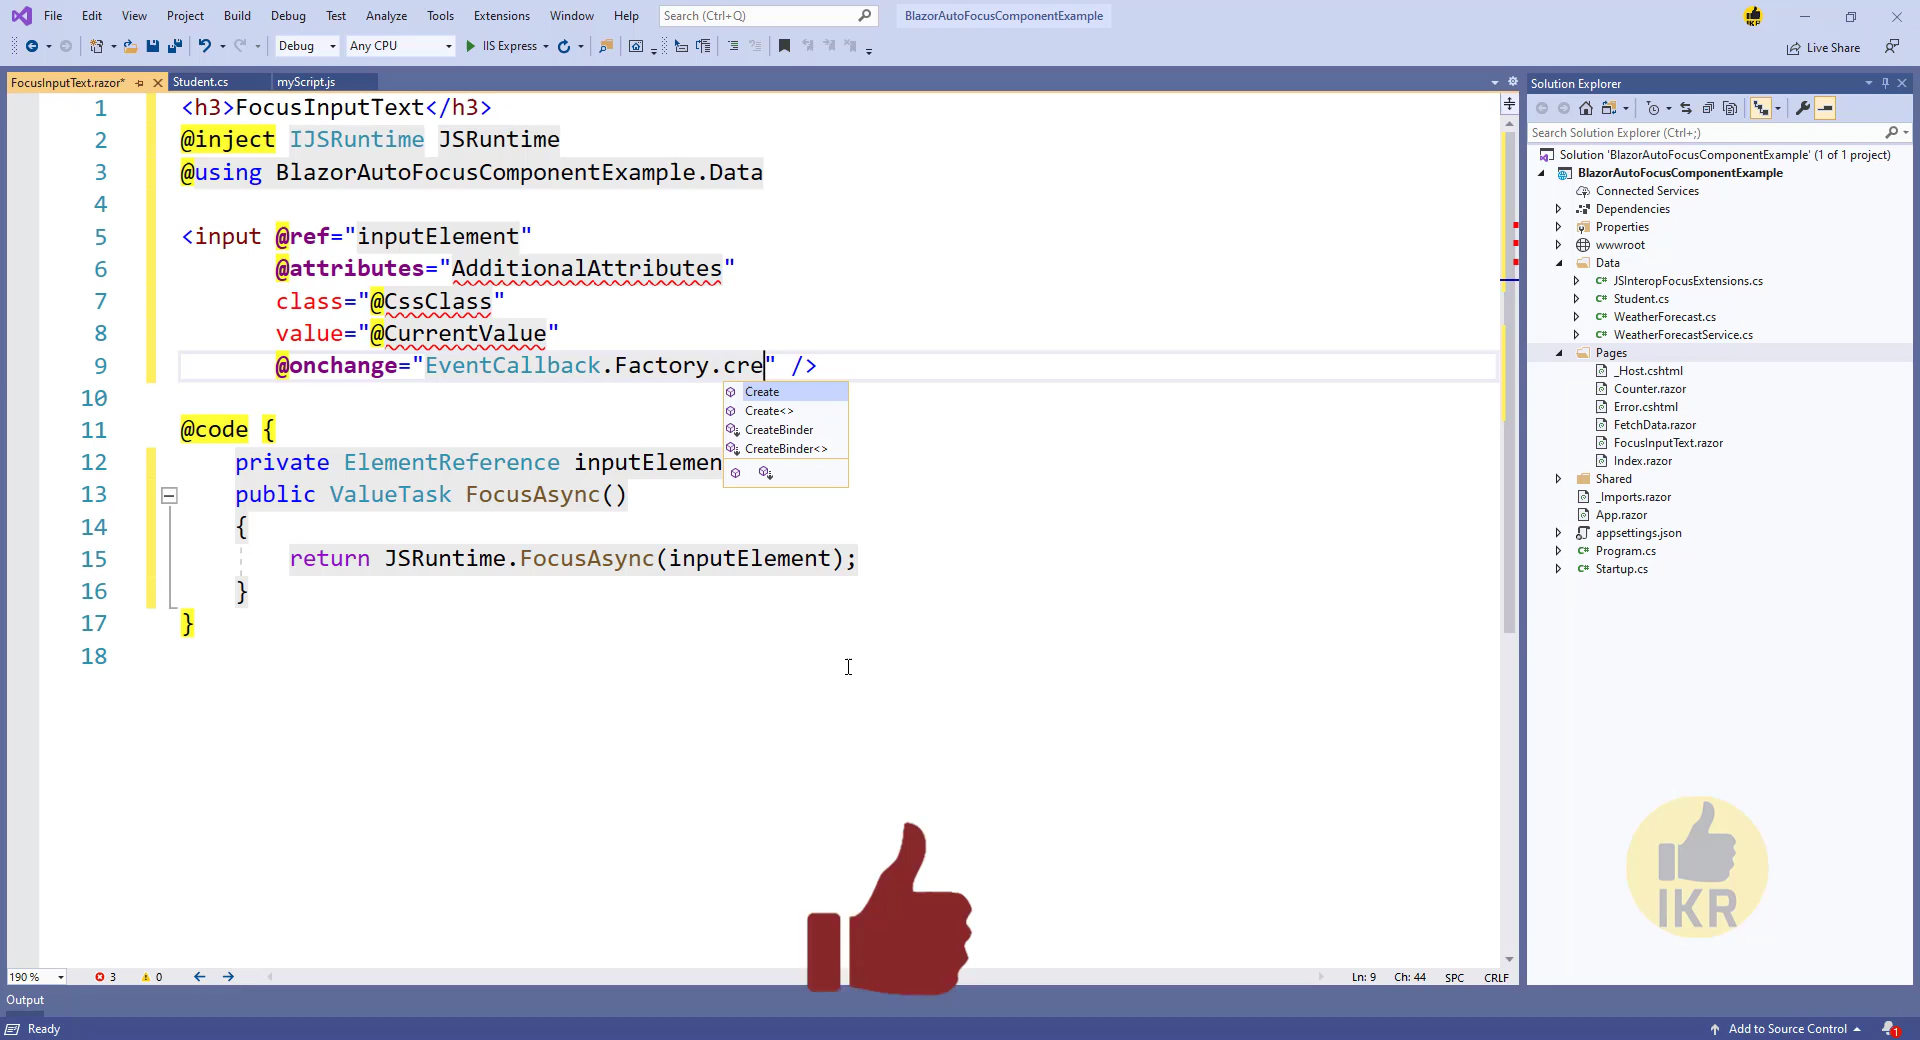 File Edit View Project Build Debug Test Analyze Tools Extensions Window Help Search (Ctrl+Q) BlazorAutoFocusComponentExample
Debug Any CPU IIS Express Live Share
FocusInputText.razor* Student.cs myScript.js
1 <h3>FocusInputText</h3>
2 @inject IJSRuntime JSRuntime
3 @using BlazorAutoFocusComponentExample.Data
4
5 <input @ref="inputElement"
6 @attributes="AdditionalAttributes"
7 class="@CssClass"
8 value="@CurrentValue"
9 @onchange="EventCallback.Factory.cre" />
Create
Create<>
CreateBinder
CreateBinder<>
10
11 @code {
12 private ElementReference inputElemen
13 public ValueTask FocusAsync()
14 {
15 return JSRuntime.FocusAsync(inputElement);
16 }
17 }
18
190 % 3 0 Ln: 9 Ch: 44 SPC CRLF
Output
Ready Add to Source Control 1
Solution Explorer
Search Solution Explorer (Ctrl+;)
Solution 'BlazorAutoFocusComponentExample' (1 of 1 project)
BlazorAutoFocusComponentExample
Connected Services
Dependencies
Properties
wwwroot
Data
C# JSInteropFocusExtensions.cs
C# Student.cs
C# WeatherForecast.cs
C# WeatherForecastService.cs
Pages
_Host.cshtml
Counter.razor
Error.cshtml
FetchData.razor
FocusInputText.razor
Index.razor
Shared
_Imports.razor
App.razor
appsettings.json
C# Program.cs
C# Startup.cs
IKR